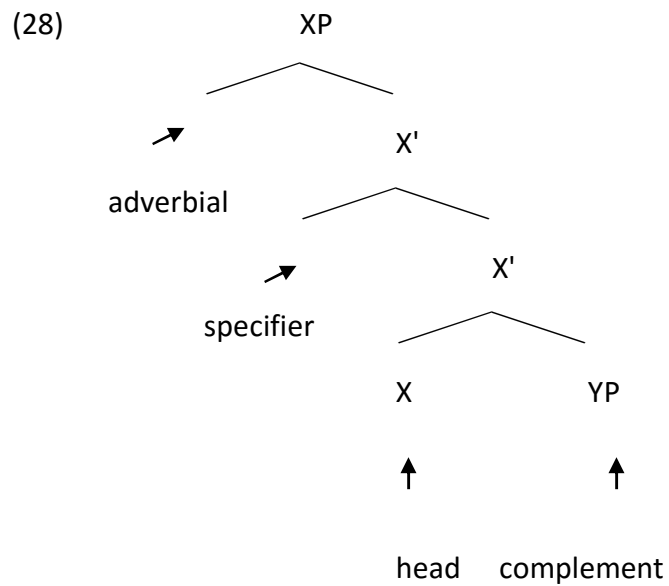 (28) XP
X'
adverbial
X'
specifier
X YP
head complement